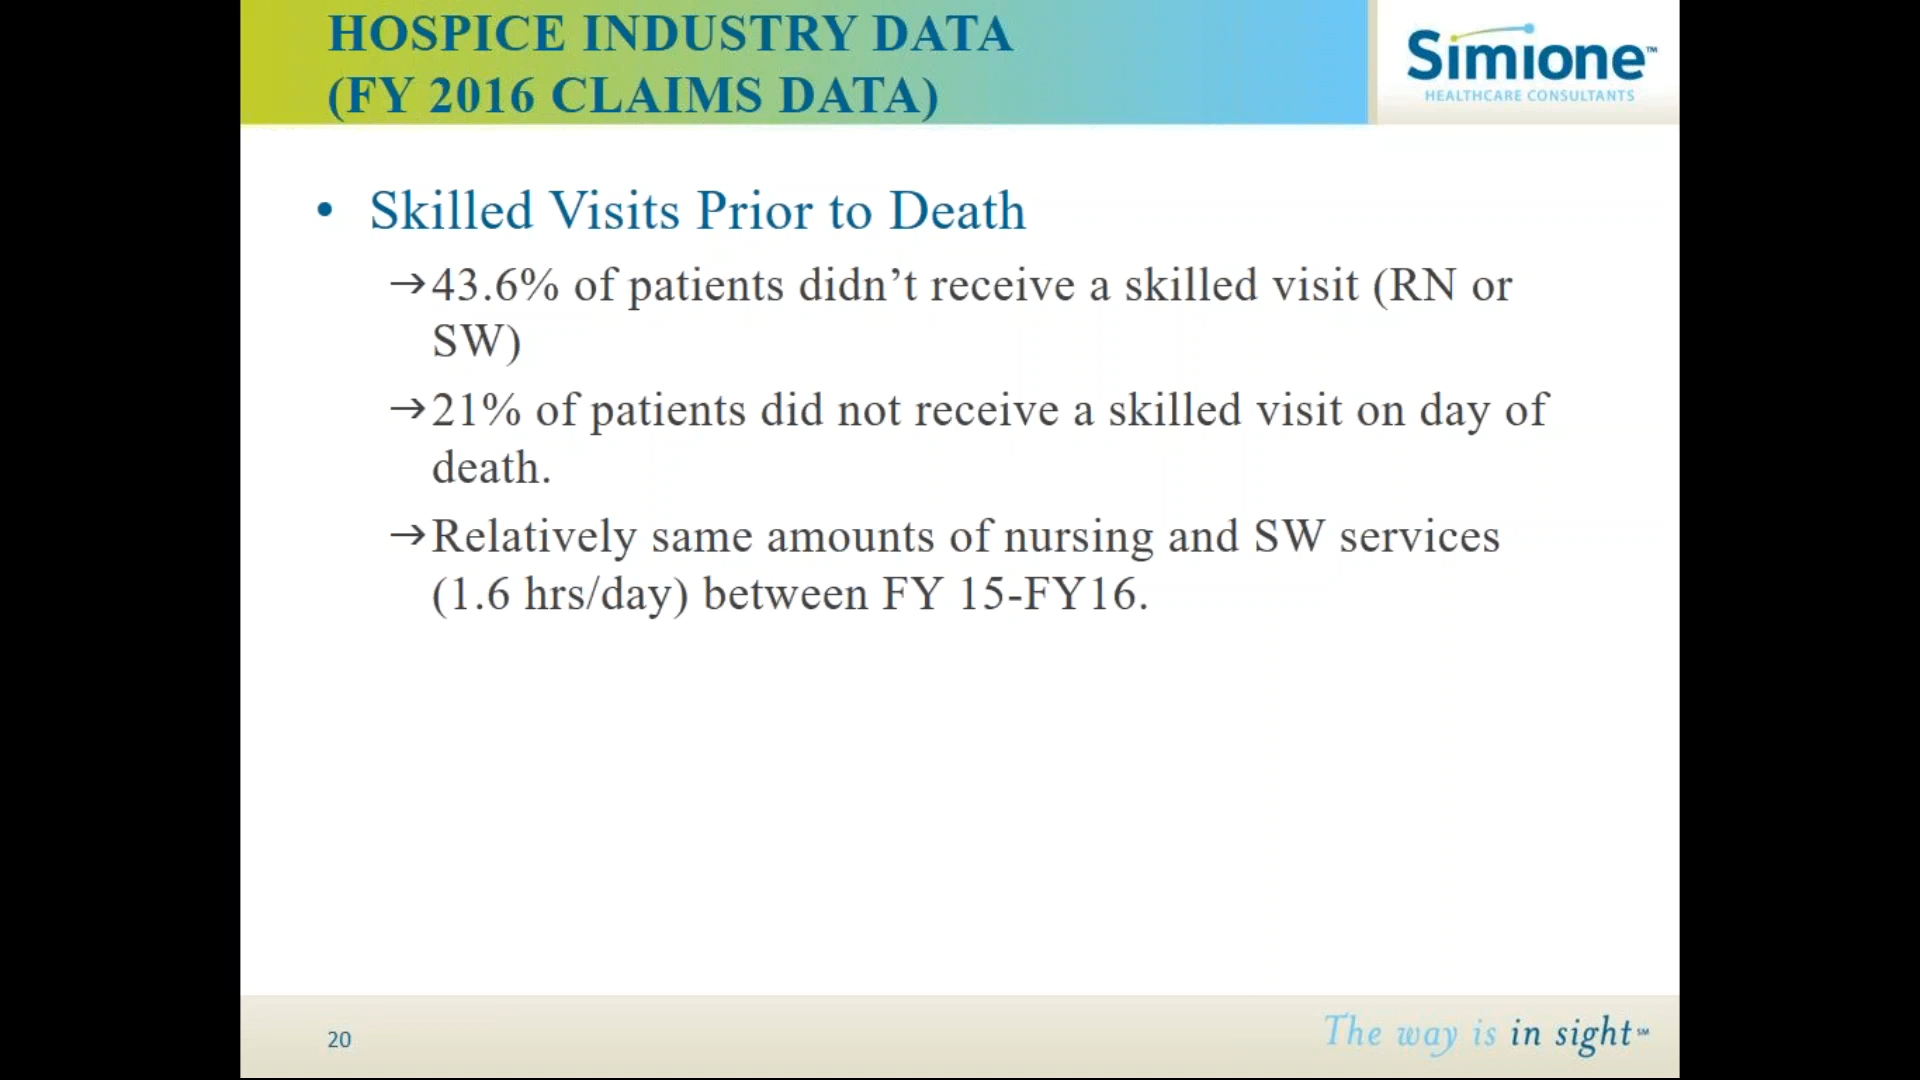 HOSPICE INDUSTRY DATA
(FY 2016 CLAIMS DATA)
Simione™
HEALTHCARE CONSULTANTS
• Skilled Visits Prior to Death
→43.6% of patients didn’t receive a skilled visit (RN or
SW)
→21% of patients did not receive a skilled visit on day of
death.
→Relatively same amounts of nursing and SW services
(1.6 hrs/day) between FY 15-FY16.
20
The way is in sight℠